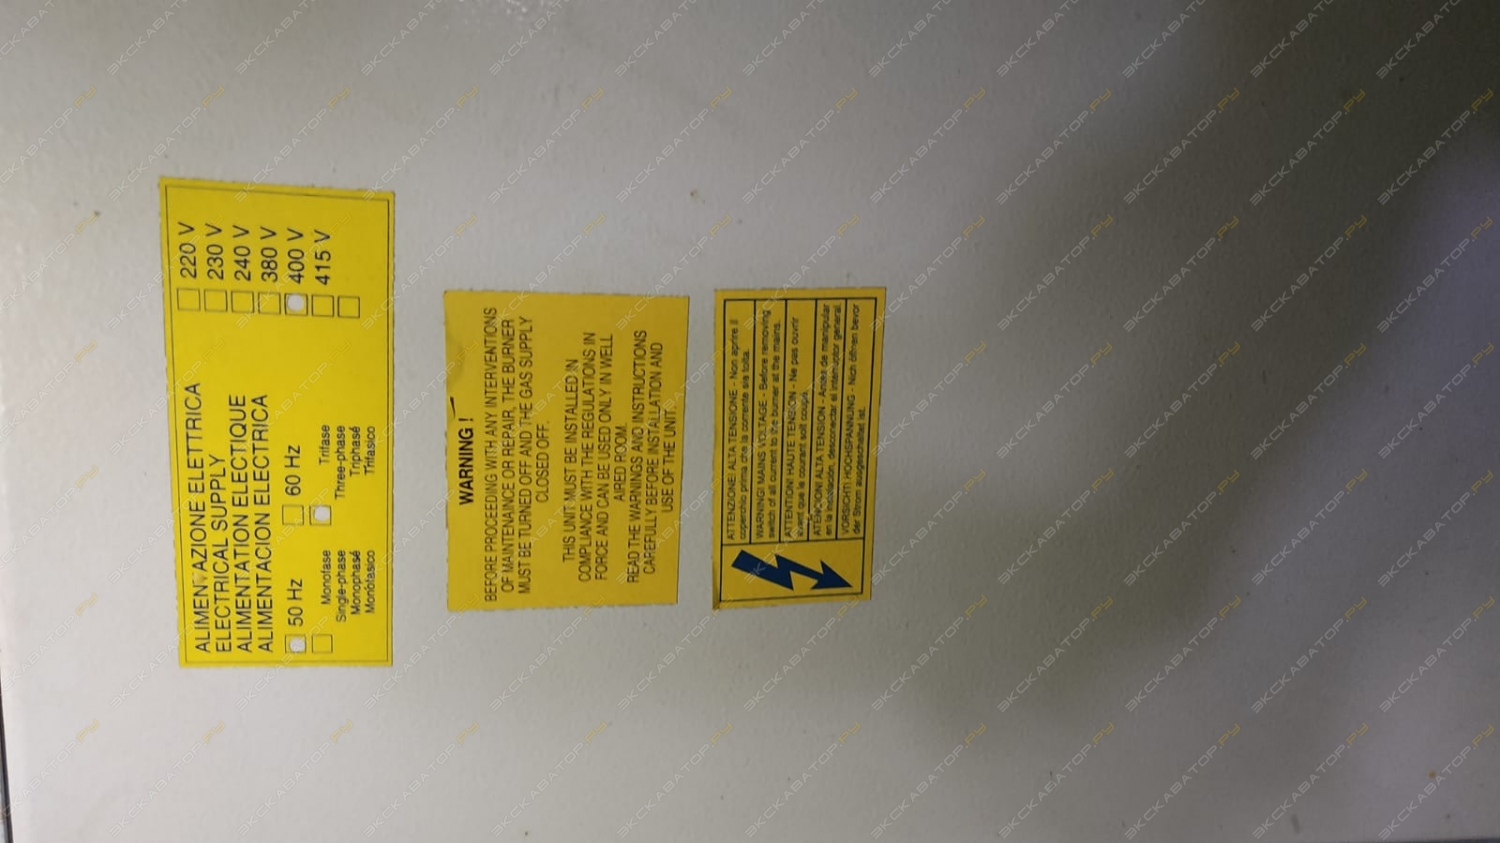 ALIMENTAZIONE ELETTRICA
ELECTRICAL SUPPLY
ALIMENTATION ELECTIQUE
ALIMENTACION ELECTRICA
50 Hz
60 Hz
Monofase
Single-phase
Monophasé
Monofasico
Trifase
Three-phase
Triphasé
Trifasico
220 V
230 V
240 V
380 V
400 V
415 V
WARNING !
BEFORE PROCEEDING WITH ANY INTERVENTIONS
OF MAINTENAINCE OR REPAIR, THE BURNER
MUST BE TURNED OFF AND THE GAS SUPPLY
CLOSED OFF.
THIS UNIT MUST BE INSTALLED IN
COMPLIANCE WITH THE REGULATIONS IN
FORCE AND CAN BE USED ONLY IN WELL
AIRED ROOM.
READ THE WARNINGS AND INSTRUCTIONS
CAREFULLY BEFORE INSTALLATION AND
USE OF THE UNIT.
ATTENZIONE! ALTA TENSIONE - Non aprire il
coperchio prima che la corrente sia tolta.
WARNING! MAINS VOLTAGE - Before removing
switch of all current to the burner at the mains.
ATTENTION! HAUTE TENSION - Ne pas ouvrir
avant que le courant soit coupé.
ATENCION! ALTA TENSION - Antes de manipular
en la instalación, desconectar el interruptor general.
VORSICHT! HOCHSPANNUNG - Nich öffnen bevor
der Strom ausgeschaltet ist.
ЭКСКАВАТОР.РУ